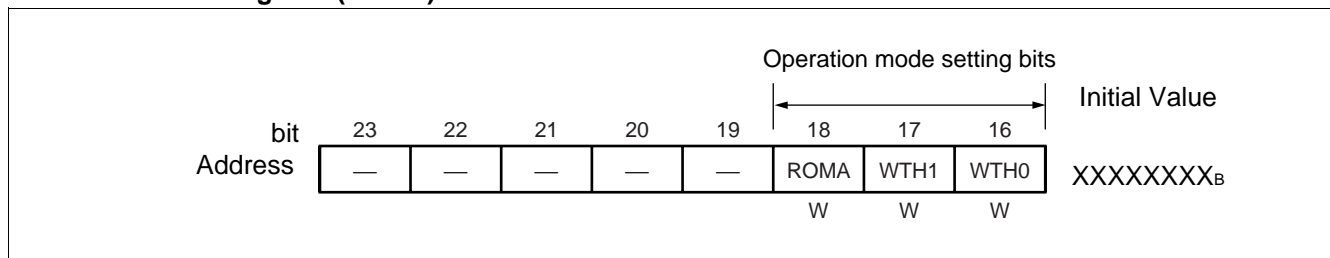 Operation mode setting bits
Initial Value
bit 23 22 21 20 19 18 17 16
Address — — — — — ROMA WTH1 WTH0 XXXXXXXXB
W W W